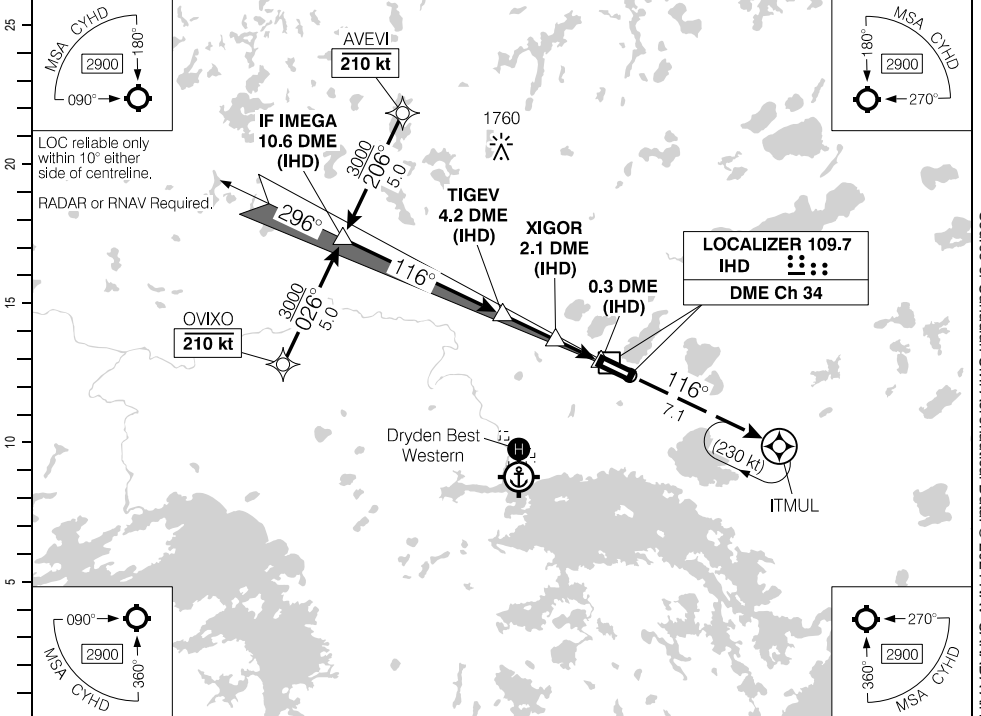 25
20
15
10
5
MSA CYHD
180°
2900
090°
MSA CYHD
180°
2900
270°
LOC reliable only
within 10° either
side of centreline.
RADAR or RNAV Required.
AVEVI
210 kt
IF IMEGA
10.6 DME
(IHD)
3000
206°
5.0
1760
296°
116°
TIGEV
4.2 DME
(IHD)
XIGOR
2.1 DME
(IHD)
0.3 DME
(IHD)
LOCALIZER 109.7
IHD
DME Ch 34
3000
026°
5.0
OVIXO
210 kt
116°
7.1
(230 kt)
ITMUL
Dryden Best
Western
H
090°
2900
360°
MSA CYHD
270°
2900
360°
MSA CYHD